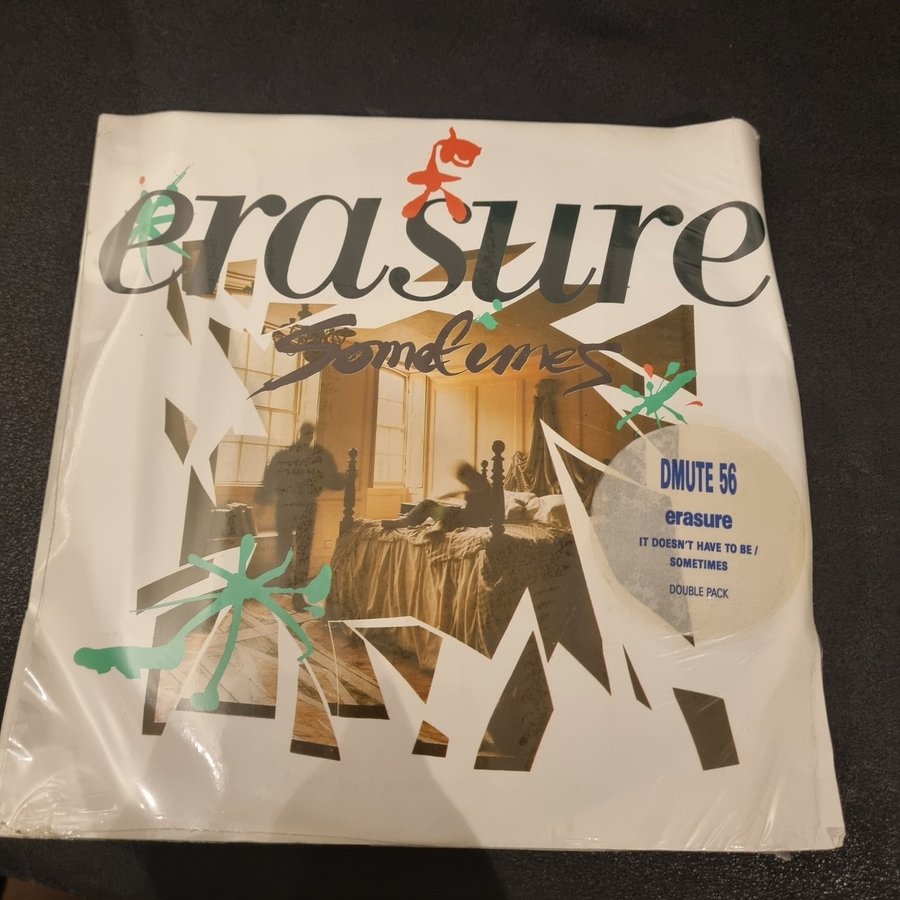 erasure
Sometimes
DMUTE 56
erasure
IT DOESN'T HAVE TO BE /
SOMETIMES
DOUBLE PACK